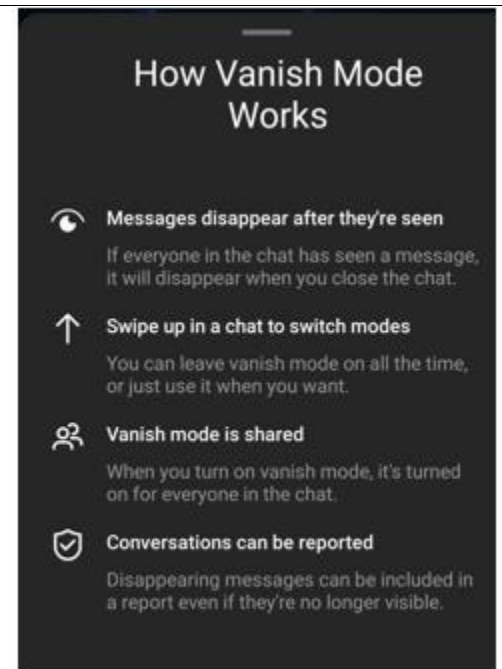 How Vanish Mode
Works
Messages disappear after they're seen
If everyone in the chat has seen a message,
it will disappear when you close the chat.
Swipe up in a chat to switch modes
You can leave vanish mode on all the time,
or just use it when you want.
Vanish mode is shared
When you turn on vanish mode, it's turned
on for everyone in the chat.
Conversations can be reported
Disappearing messages can be included in
a report even if they're no longer visible.